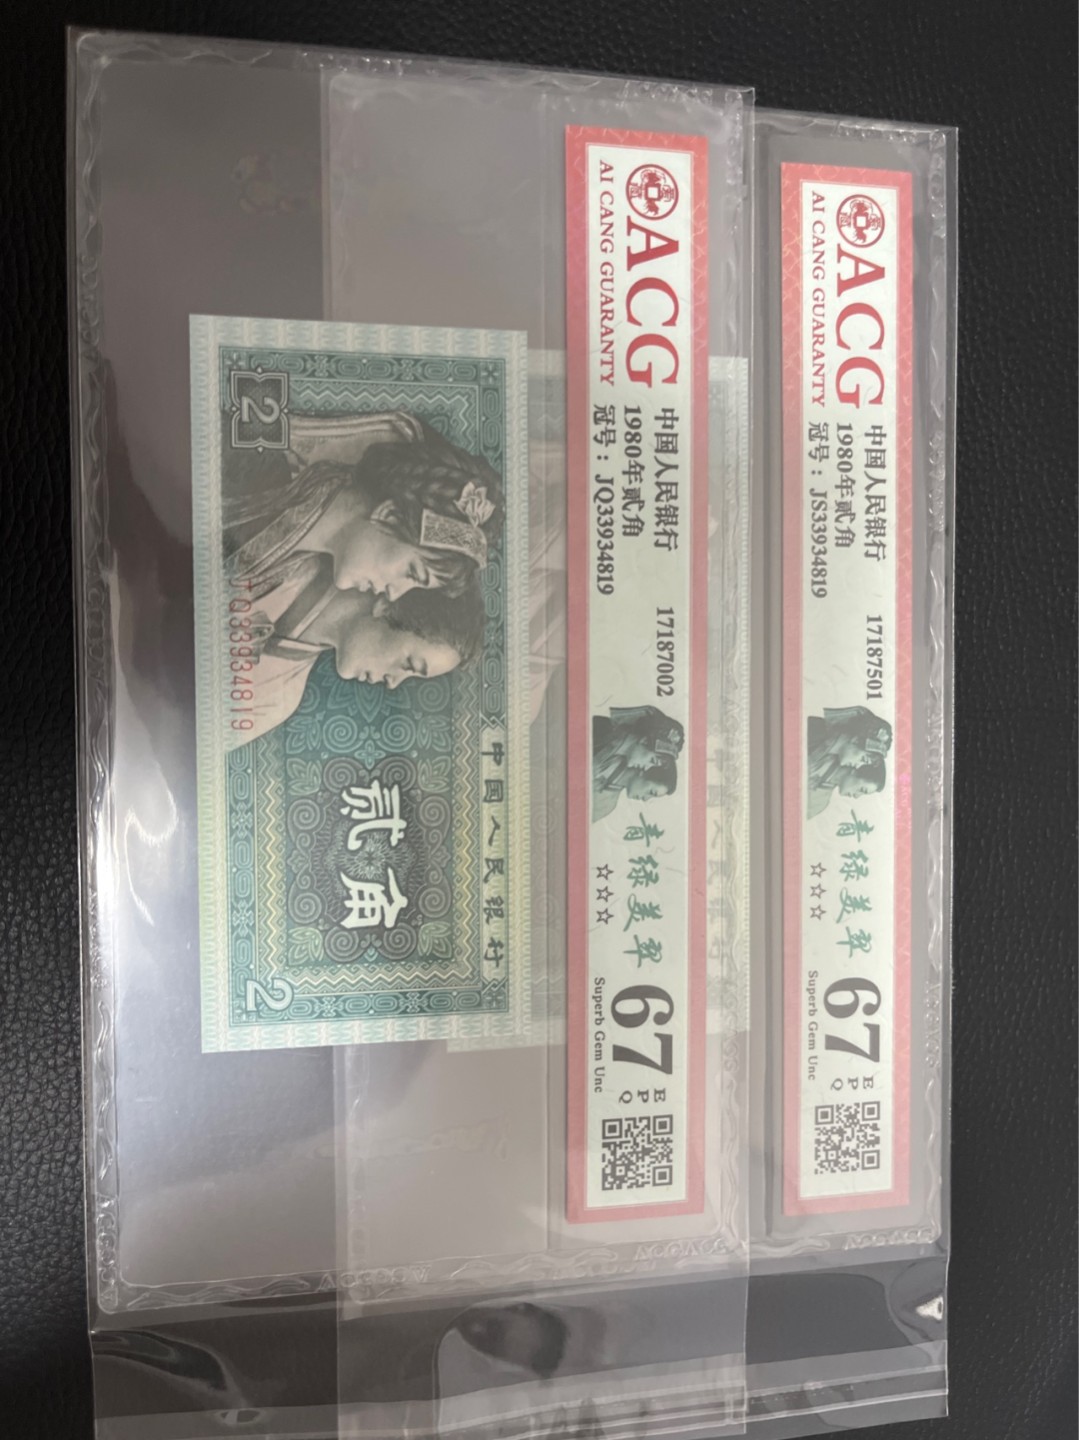 ACG
AI CANG GUARANTY
中国人民银行
1980年贰角
冠号：JS33934819
17187501
青绿美翠
☆☆☆
67
EPQ
Superb Gem Unc
ACG
AI CANG GUARANTY
中国人民银行
1980年贰角
冠号：JQ33934819
17187002
青绿美翠
☆☆☆
67
EPQ
Superb Gem Unc
中国人民银行
2
贰角
JQ33934819
2